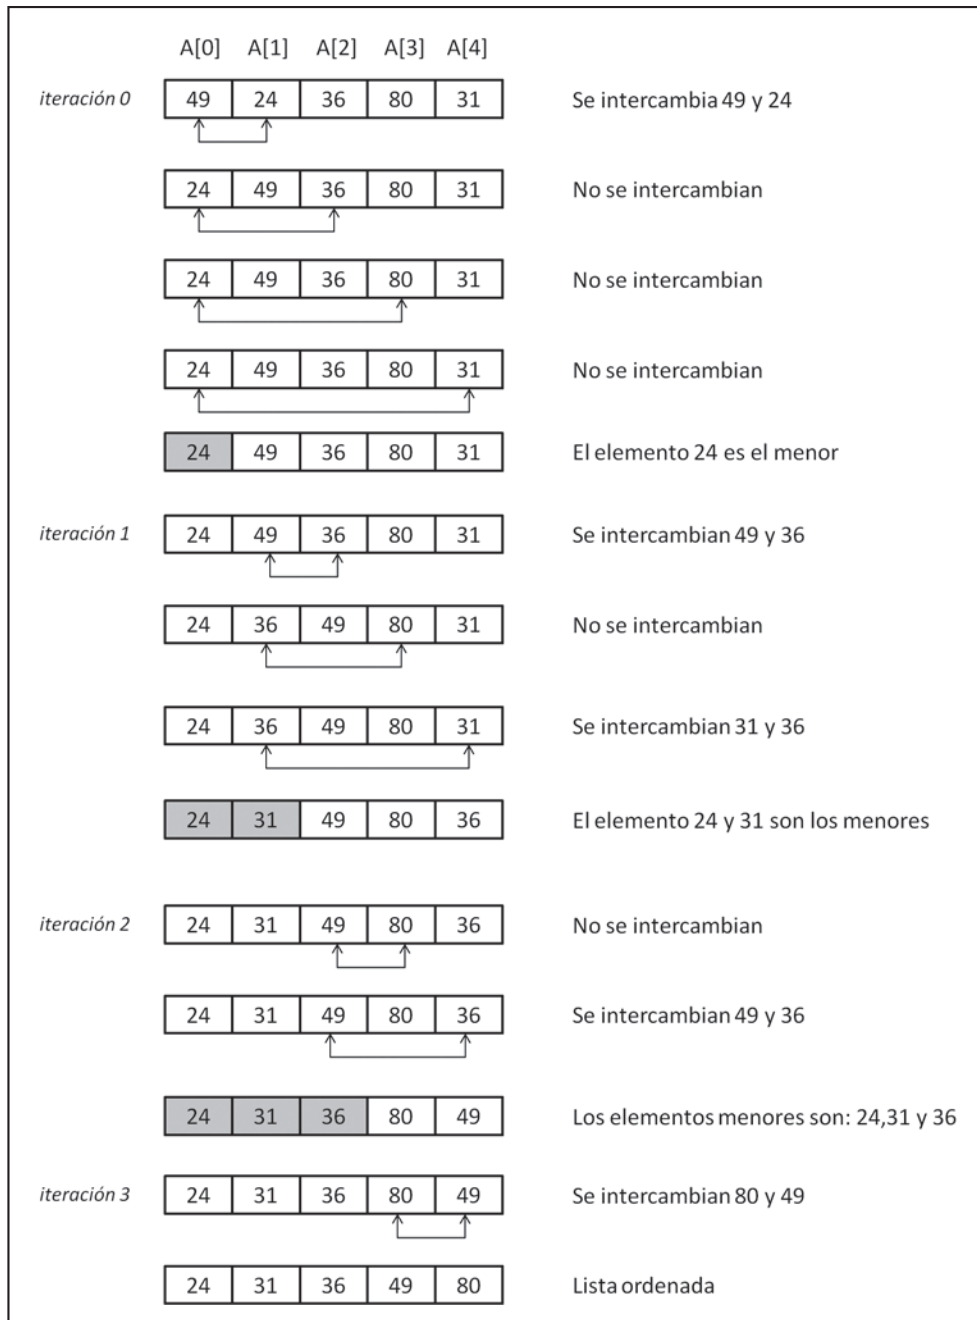 A[0] A[1] A[2] A[3] A[4]
iteración 0 49 24 36 80 31 Se intercambia 49 y 24
24 49 36 80 31 No se intercambian
24 49 36 80 31 No se intercambian
24 49 36 80 31 No se intercambian
24 49 36 80 31 El elemento 24 es el menor
iteración 1 24 49 36 80 31 Se intercambian 49 y 36
24 36 49 80 31 No se intercambian
24 36 49 80 31 Se intercambian 31 y 36
24 31 49 80 36 El elemento 24 y 31 son los menores
iteración 2 24 31 49 80 36 No se intercambian
24 31 49 80 36 Se intercambian 49 y 36
24 31 36 80 49 Los elementos menores son: 24,31 y 36
iteración 3 24 31 36 80 49 Se intercambian 80 y 49
24 31 36 49 80 Lista ordenada